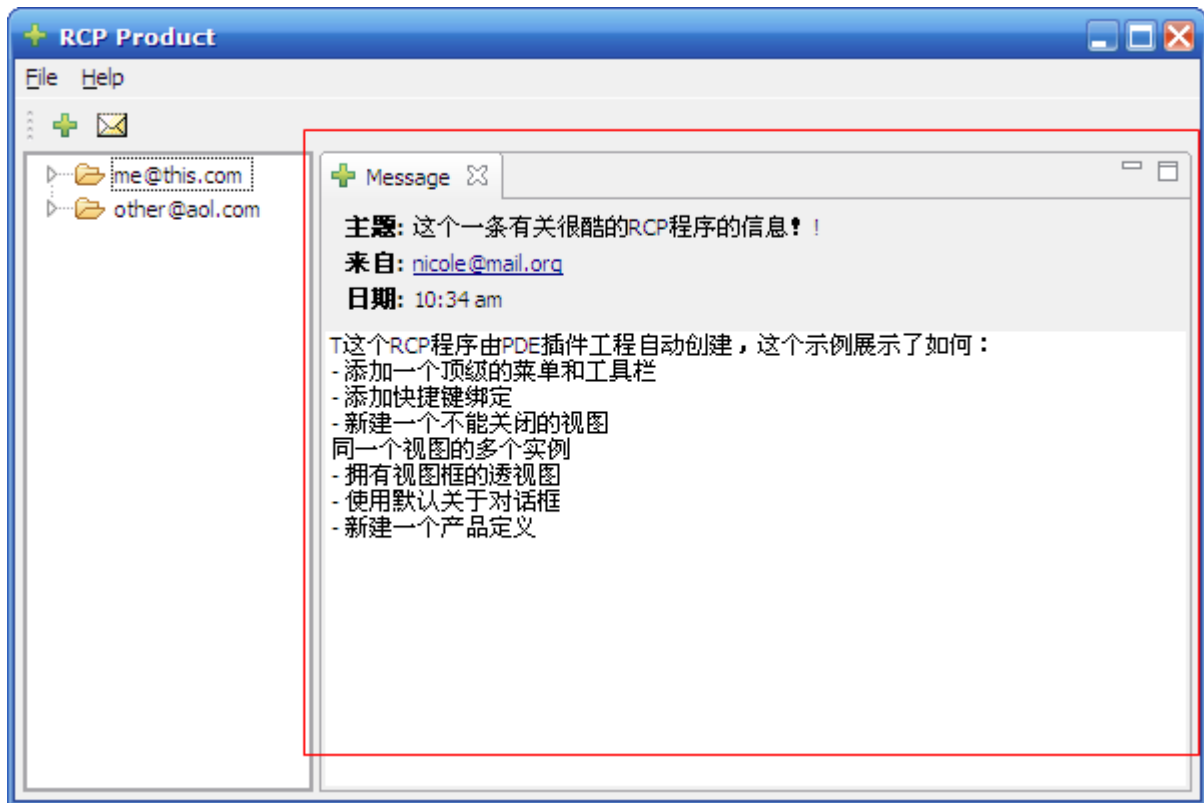 RCP Product
File Help
me@this.com
other@aol.com
Message
主题: 这个一条有关很酷的RCP程序的信息！!
来自: nicole@mail.org
日期: 10:34 am
T这个RCP程序由PDE插件工程自动创建，这个示例展示了如何：
- 添加一个顶级的菜单和工具栏
- 添加快捷键绑定
- 新建一个不能关闭的视图
同一个视图的多个实例
- 拥有视图框的透视图
- 使用默认关于对话框
- 新建一个产品定义